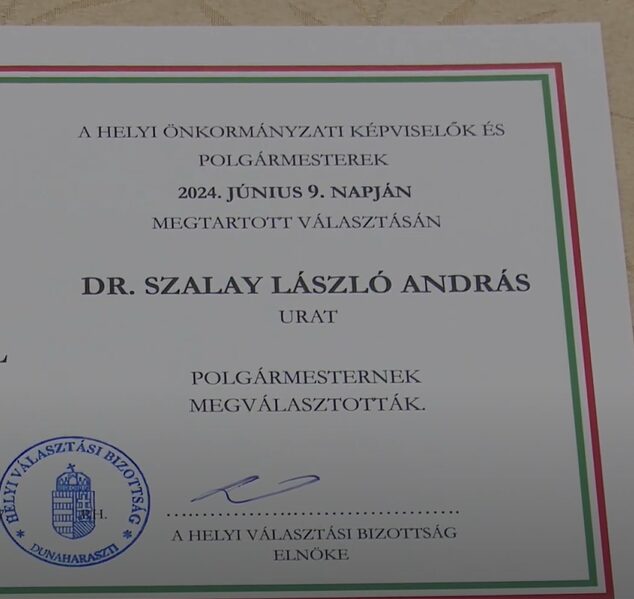 A HELYI ÖNKORMÁNYZATI KÉPVISELŐK ÉS
POLGÁRMESTEREK
2024. JÚNIUS 9. NAPJÁN
MEGTARTOTT VÁLASZTÁSÁN
DR. SZALAY LÁSZLÓ ANDRÁS
URAT
POLGÁRMESTERNEK
MEGVÁLASZTOTTÁK.
HELYI VÁLASZTÁSI BIZOTTSÁG
P.H.
* DUNAHARASZTI *
A HELYI VÁLASZTÁSI BIZOTTSÁG
ELNÖKE